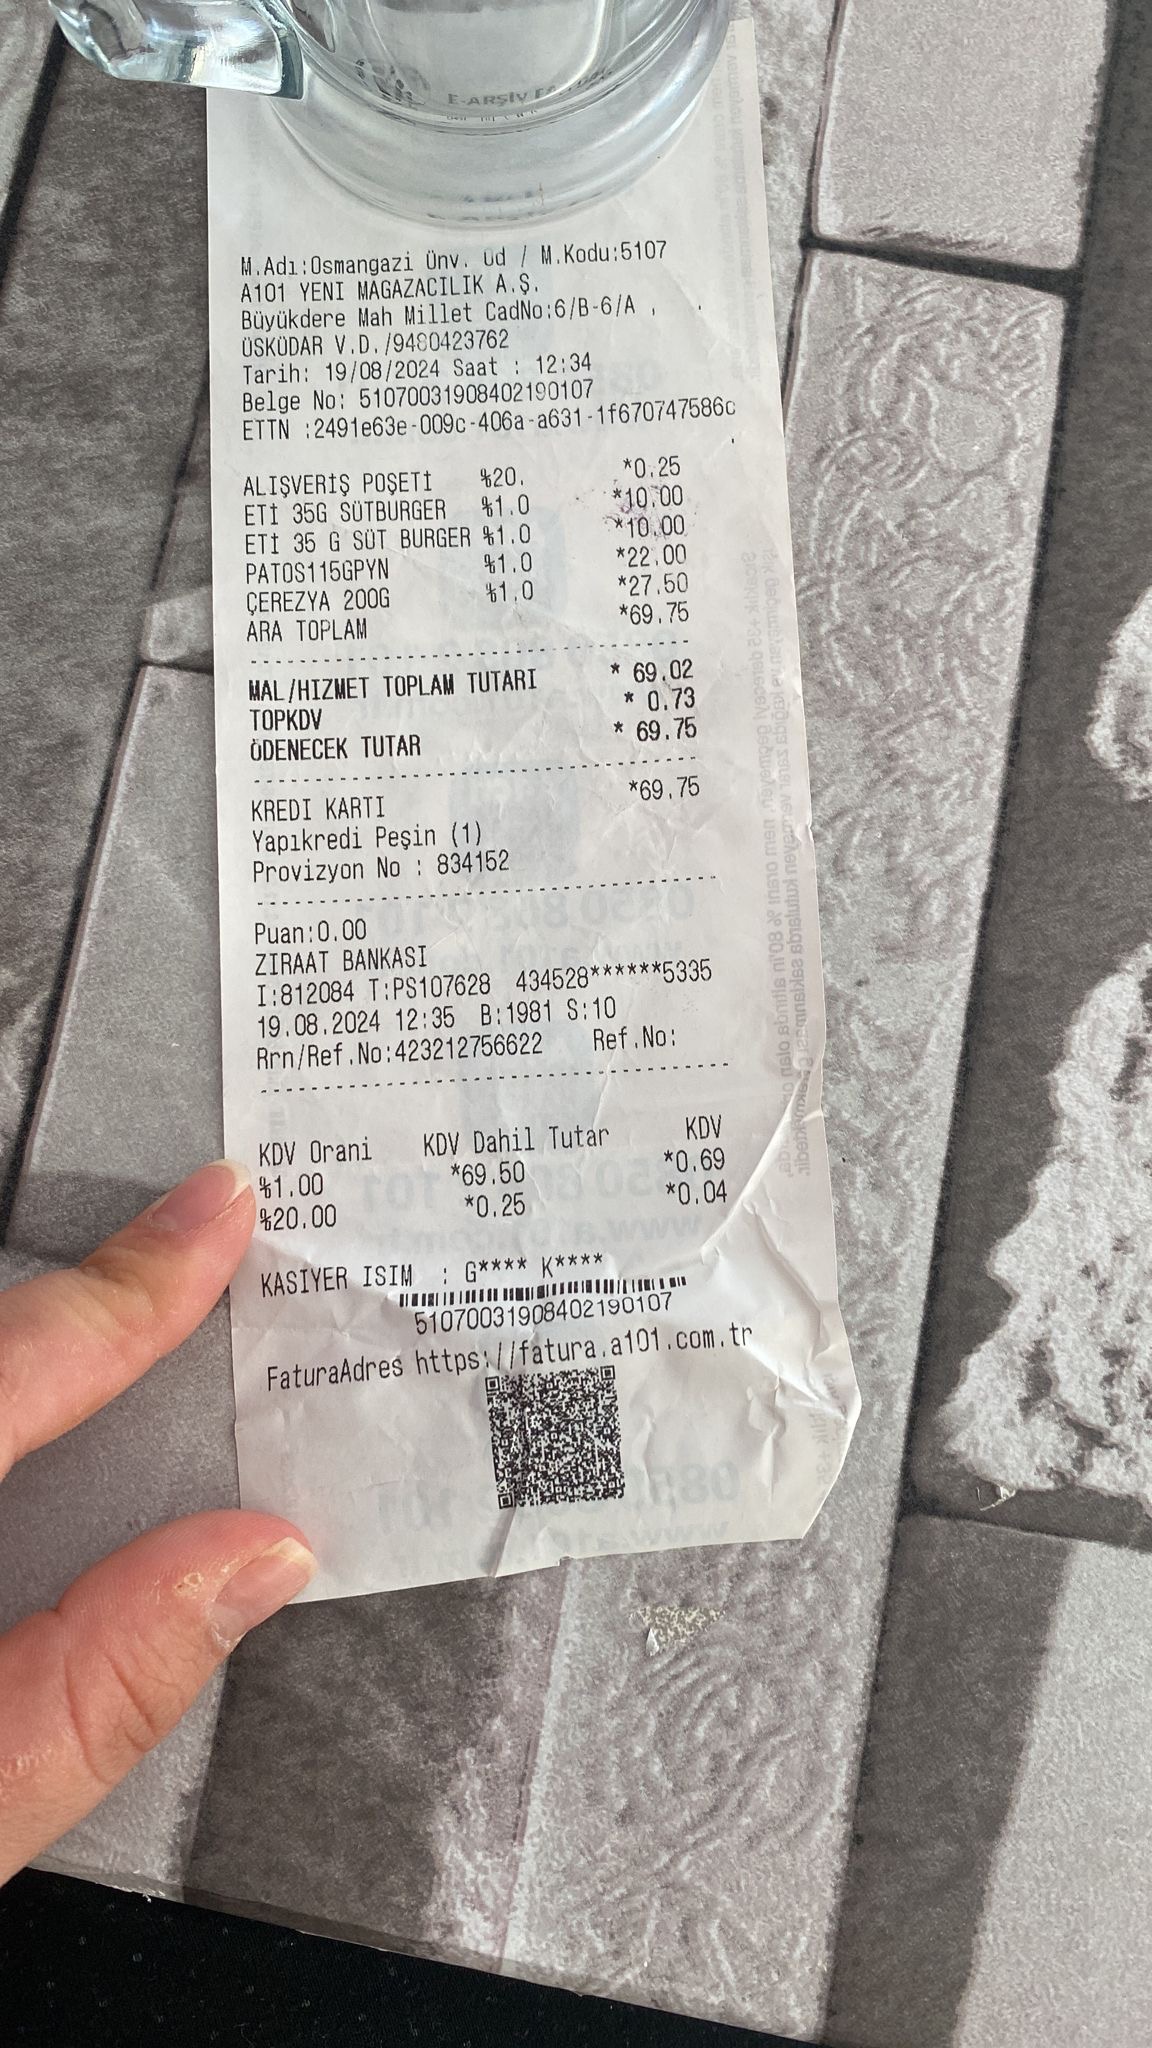 E-ARŞİV FATURA
M.Adı:Osmangazi Ünv. Od / M.Kodu:5107
A101 YENI MAGAZACILIK A.Ş.
Büyükdere Mah Millet CadNo:6/B-6/A , .
ÜSKÜDAR V.D./9480423762
Tarih: 19/08/2024 Saat : 12:34
Belge No: 51070031908402190107
ETTN :2491e63e-009c-406a-a631-1f670747586c
ALIŞVERİŞ POŞETİ %20. *0.25
ETİ 35G SÜTBURGER %1.0 *10.00
ETİ 35 G SÜT BURGER %1.0 *10.00
PATOS115GPYN %1.0 *22.00
ÇEREZYA 200G %1.0 *27.50
ARA TOPLAM *69.75
MAL/HIZMET TOPLAM TUTARI * 69.02
TOPKDV * 0.73
ÖDENECEK TUTAR * 69.75
KREDI KARTI *69.75
Yapıkredi Peşin (1)
Provizyon No : 834152
Puan:0.00
ZIRAAT BANKASI
I:812084 T:PS107628 434528******5335
19.08.2024 12:35 B:1981 S:10
Rrn/Ref.No:423212756622 Ref.No:
KDV Orani KDV Dahil Tutar KDV
%1.00 *69.50 *0.69
%20.00 *0.25 *0.04
KASIYER ISIM : G**** K****
51070031908402190107
FaturaAdres https://fatura.a101.com.tr